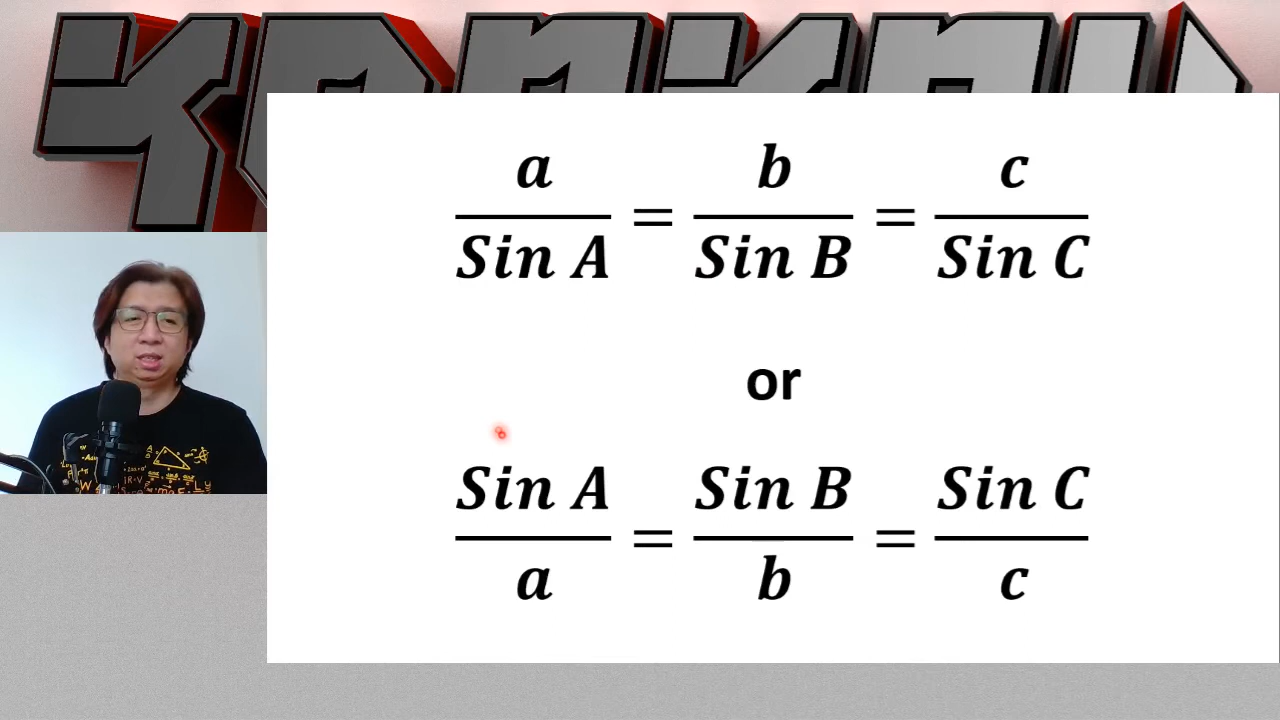 a/Sin A = b/Sin B = c/Sin C
or
Sin A/a = Sin B/b = Sin C/c